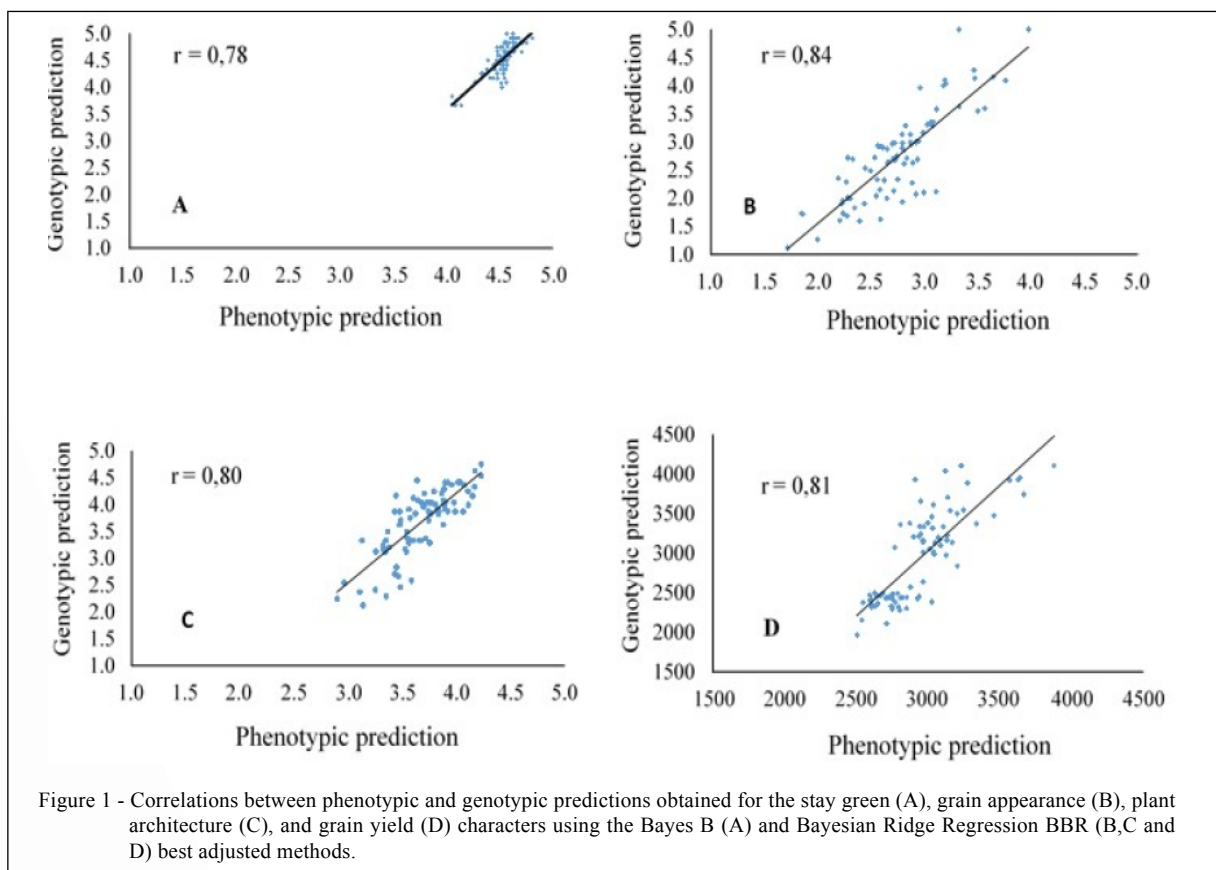 r = 0,78
Genotypic prediction
5.0
4.5
4.0
3.5
3.0
2.5
2.0
1.5
1.0
A
1.0 1.5 2.0 2.5 3.0 3.5 4.0 4.5 5.0
Phenotypic prediction
r = 0,84
Genotypic prediction
5.0
4.5
4.0
3.5
3.0
2.5
2.0
1.5
1.0
B
1.0 1.5 2.0 2.5 3.0 3.5 4.0 4.5 5.0
Phenotypic prediction
r = 0,80
Genotypic prediction
5.0
4.5
4.0
3.5
3.0
2.5
2.0
1.5
1.0
C
1.0 1.5 2.0 2.5 3.0 3.5 4.0 4.5 5.0
Phenotypic prediction
r = 0,81
Genotypic prediction
4500
4000
3500
3000
2500
2000
1500
D
1500 2000 2500 3000 3500 4000 4500
Phenotypic prediction
Figure 1 - Correlations between phenotypic and genotypic predictions obtained for the stay green (A), grain appearance (B), plant
architecture (C), and grain yield (D) characters using the Bayes B (A) and Bayesian Ridge Regression BBR (B,C and
D) best adjusted methods.